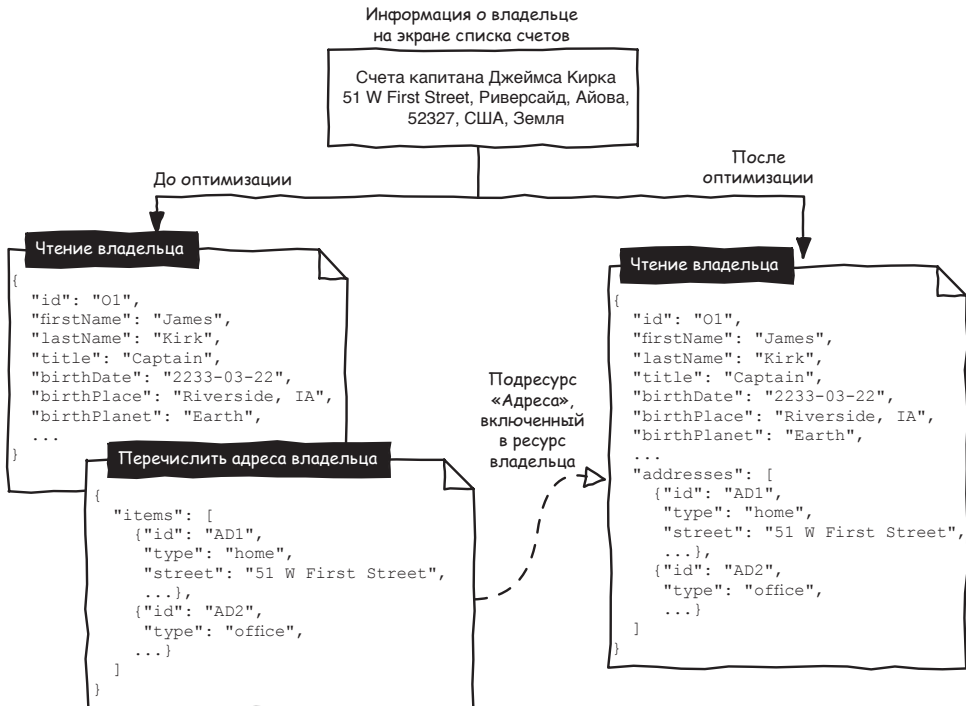 Информация о владельце
на экране списка счетов
Счета капитана Джеймса Кирка
51 W First Street, Риверсайд, Айова,
52327, США, Земля
До оптимизации
После
оптимизации
Чтение владельца
{
"id": "O1",
"firstName": "James",
"lastName": "Kirk",
"title": "Captain",
"birthDate": "2233-03-22",
"birthPlace": "Riverside, IA",
"birthPlanet": "Earth",
...
}
Перечислить адреса владельца
{
"items": [
{"id": "AD1",
"type": "home",
"street": "51 W First Street",
...},
{"id": "AD2",
"type": "office",
...}
]
}
Подресурс
«Адреса»,
включенный
в ресурс
владельца
Чтение владельца
{
"id": "O1",
"firstName": "James",
"lastName": "Kirk",
"title": "Captain",
"birthDate": "2233-03-22",
"birthPlace": "Riverside, IA",
"birthPlanet": "Earth",
...
"addresses": [
{"id": "AD1",
"type": "home",
"street": "51 W First Street",
...},
{"id": "AD2",
"type": "office",
...}
]
}